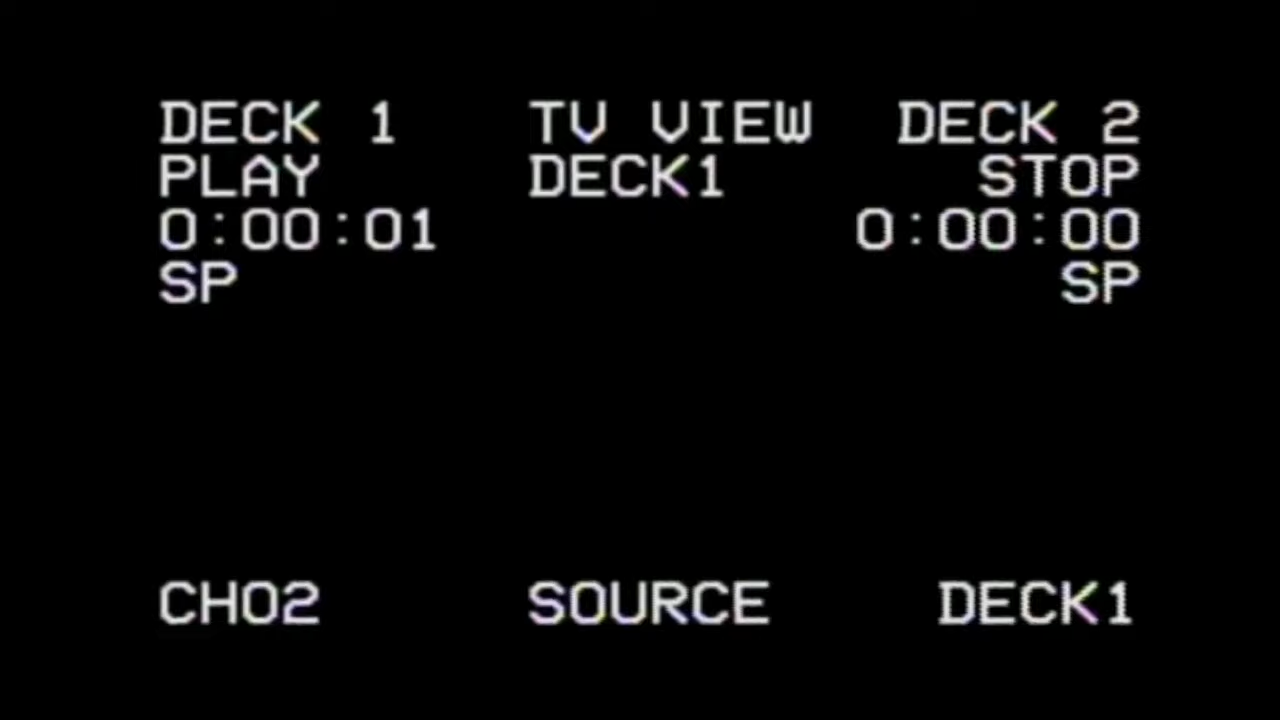 DECK 1 TV VIEW DECK 2
PLAY DECK1 STOP
0:00:01 0:00:00
SP SP
CH02 SOURCE DECK1